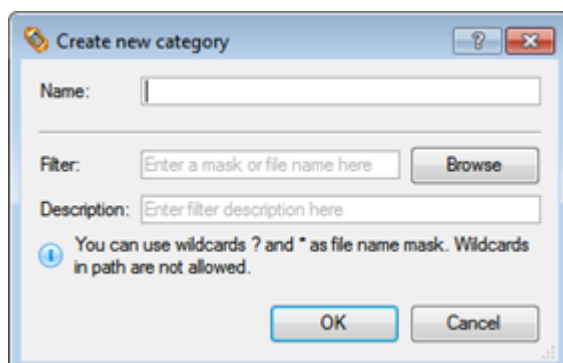 Create new category
Name:
Filter: Enter a mask or file name here Browse
Description: Enter filter description here
You can use wildcards ? and * as file name mask. Wildcards
in path are not allowed.
OK Cancel